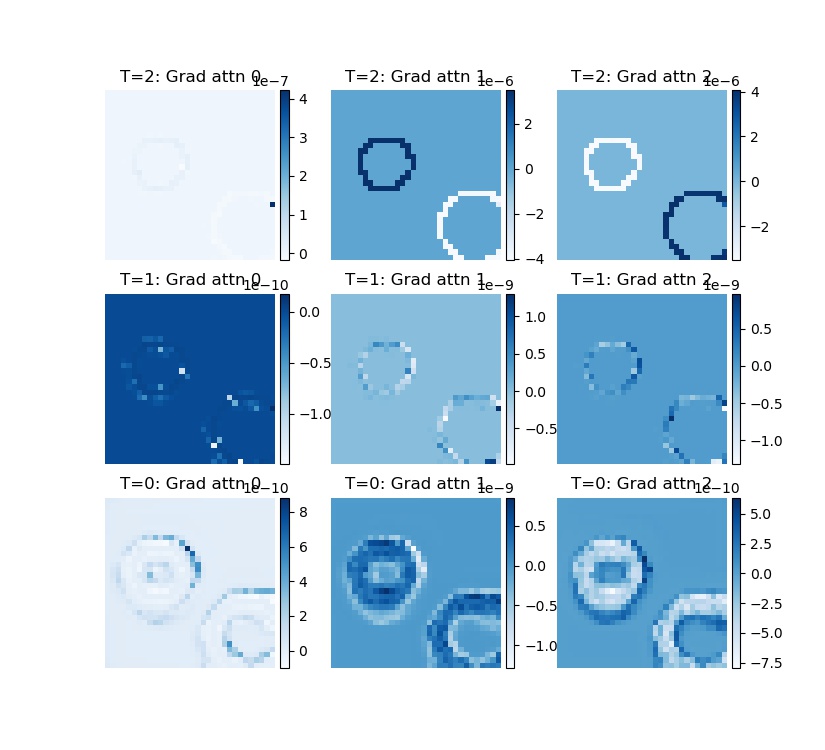 T=2: Grad attn 0
1e−7
T=2: Grad attn 1
1e−6
T=2: Grad attn 2
1e−6
4
3
2
1
0
2
0
−2
−4
4
2
0
−2
T=1: Grad attn 0
1e−10
T=1: Grad attn 1
1e−9
T=1: Grad attn 2
1e−9
0.0
−0.5
−1.0
1.0
0.5
0.0
−0.5
0.5
0.0
−0.5
−1.0
T=0: Grad attn 0
1e−10
T=0: Grad attn 1
1e−9
T=0: Grad attn 2
1e−10
8
6
4
2
0
0.5
0.0
−0.5
−1.0
5.0
2.5
0.0
−2.5
−5.0
−7.5